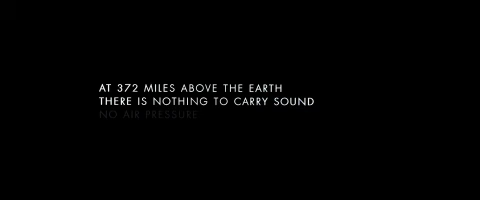 AT 372 MILES ABOVE THE EARTH
THERE IS NOTHING TO CARRY SOUND
NO AIR PRESSURE